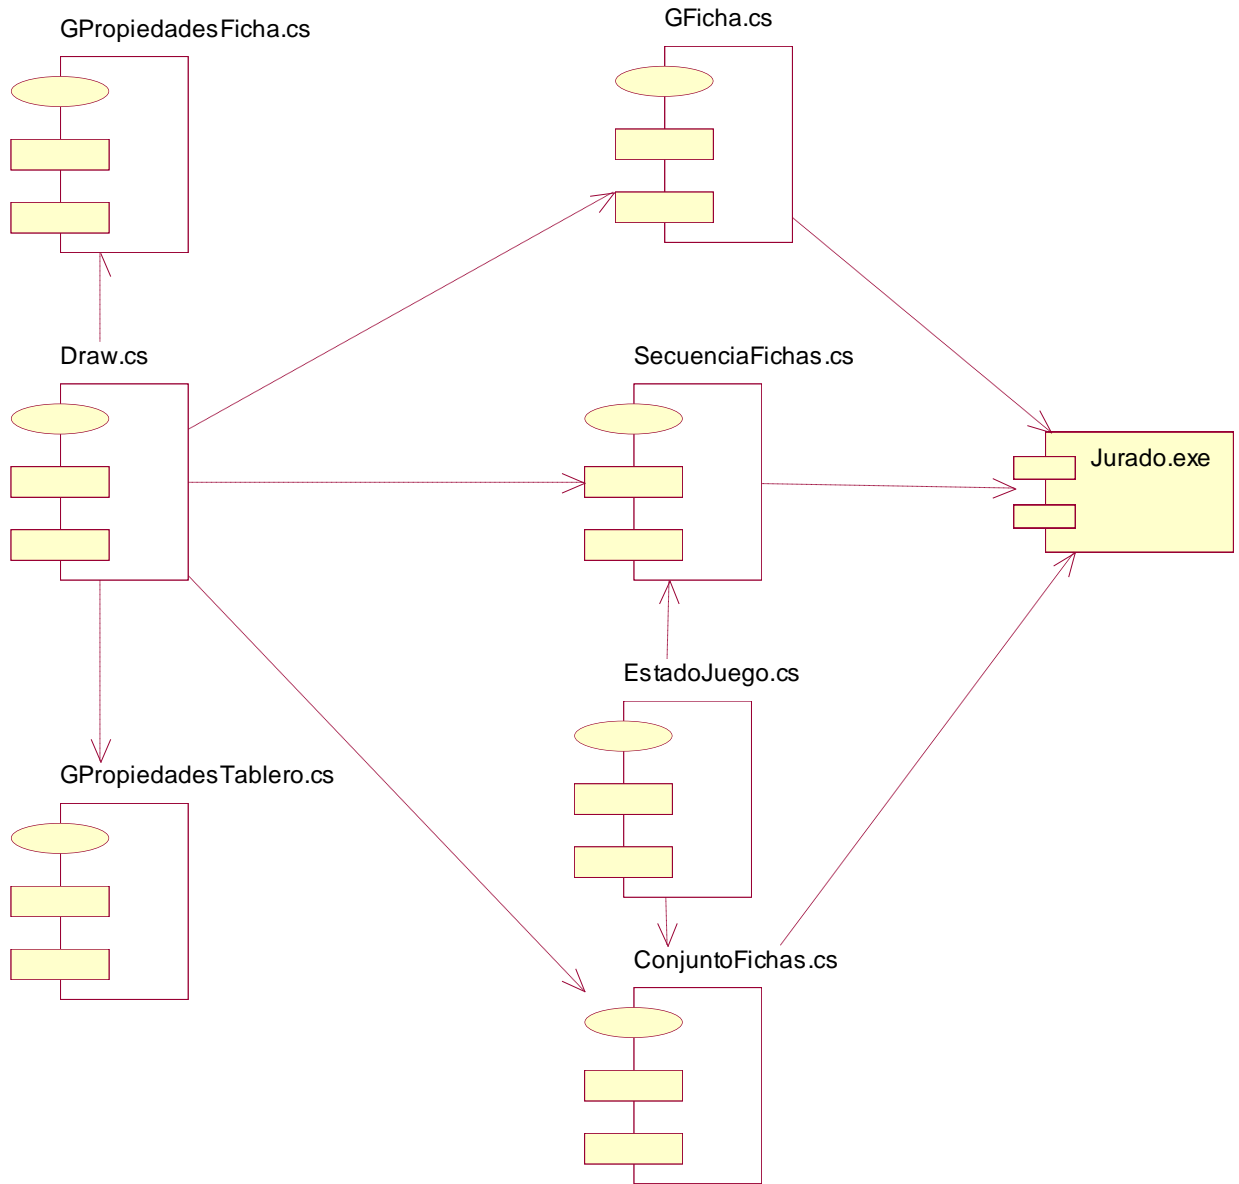 GPropiedadesFicha.cs
GFicha.cs
Draw.cs
SecuenciaFichas.cs
Jurado.exe
EstadoJuego.cs
GPropiedadesTablero.cs
ConjuntoFichas.cs